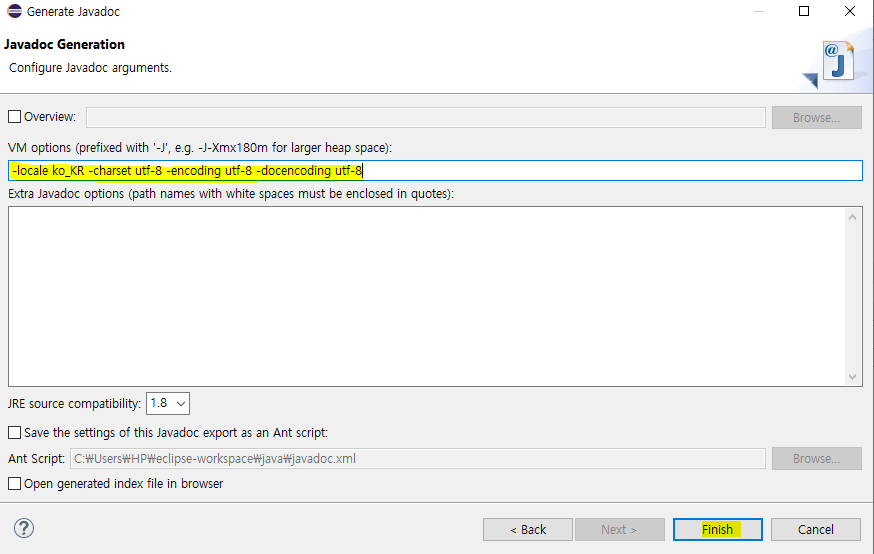 Generate Javadoc
Javadoc Generation
Configure Javadoc arguments.
@J
Overview:
Browse...
VM options (prefixed with '-J', e.g. -J-Xmx180m for larger heap space):
-locale ko_KR -charset utf-8 -encoding utf-8 -docencoding utf-8
Extra Javadoc options (path names with white spaces must be enclosed in quotes):
JRE source compatibility: 1.8
Save the settings of this Javadoc export as an Ant script:
Ant Script: C:₩Users₩HP₩eclipse-workspace₩java₩javadoc.xml Browse...
Open generated index file in browser
? < Back Next > Finish Cancel